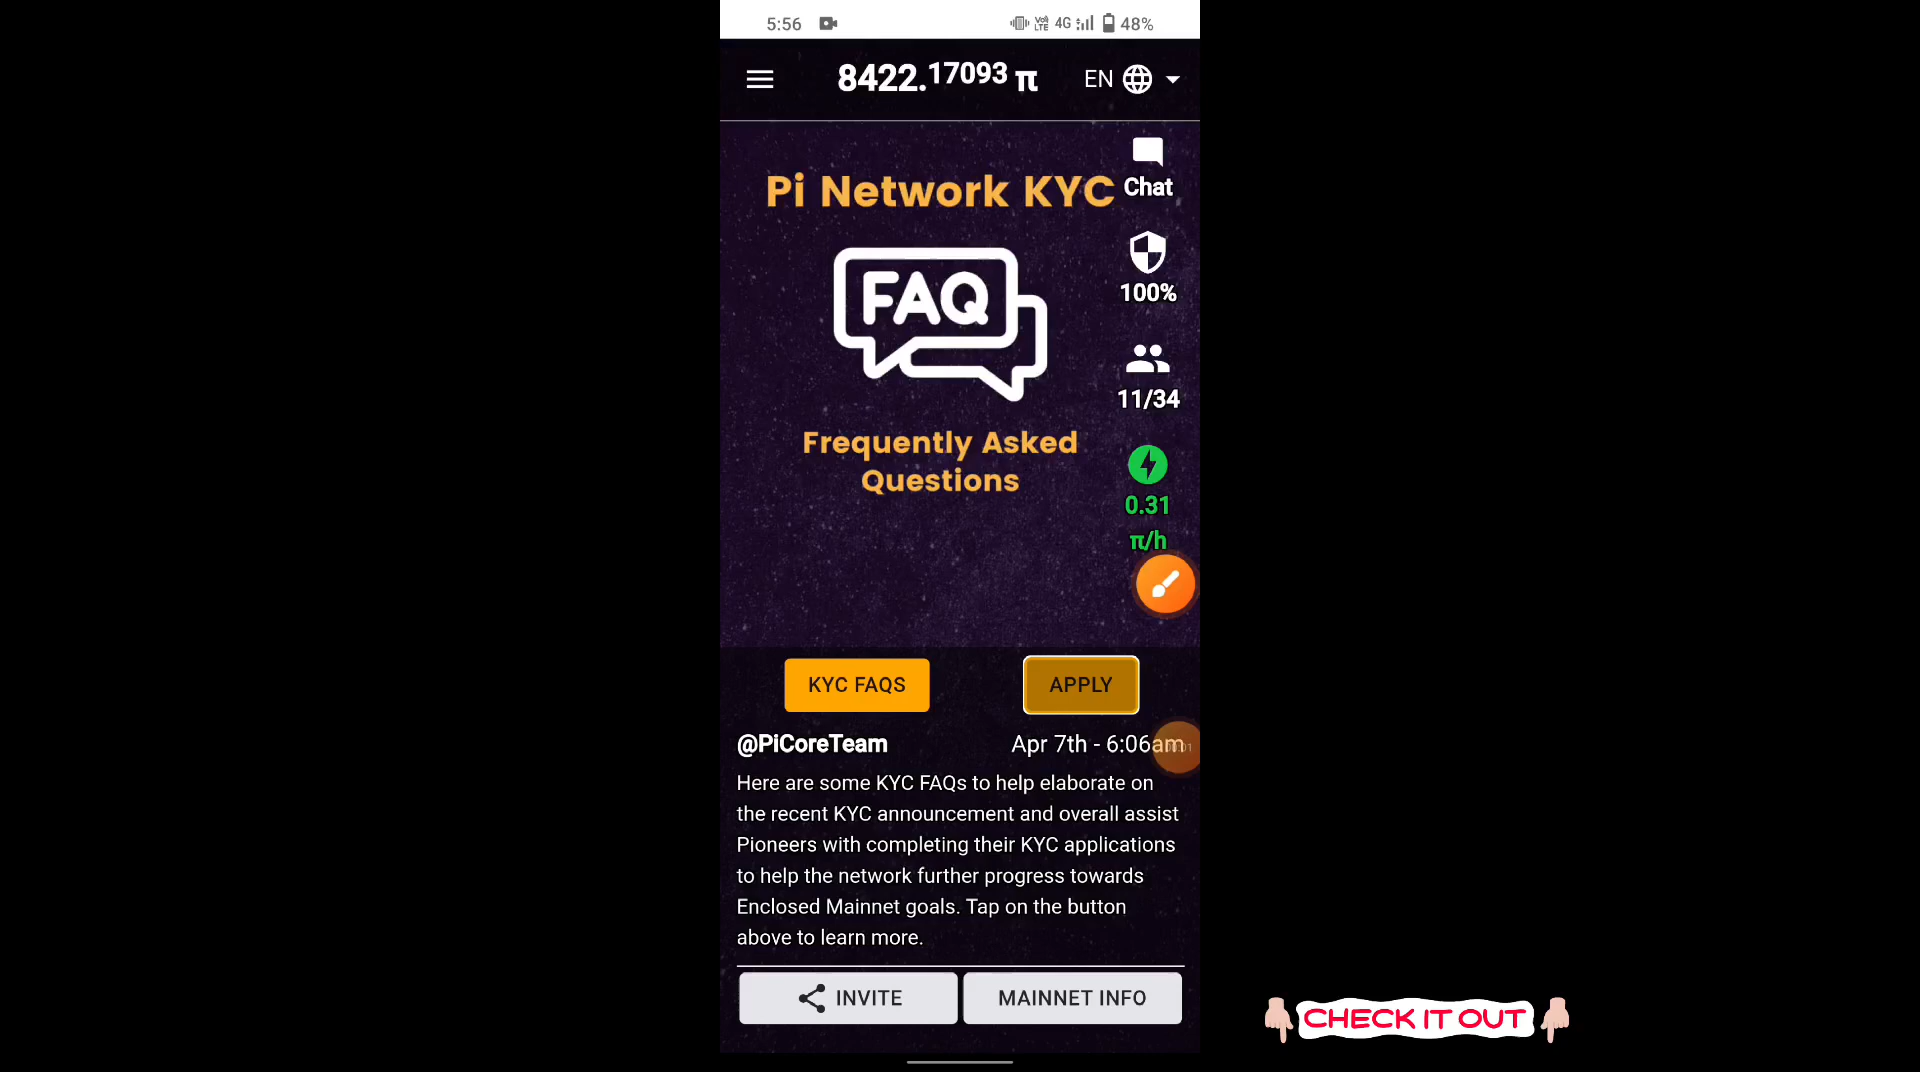 5:56
Vo) LTE 4G 48%
8422.17093 π
EN
Chat
Pi Network KYC
100%
FAQ
11/34
Frequently Asked
Questions
0.31
π/h
KYC FAQS
APPLY
@PiCoreTeam
Apr 7th - 6:06am
Here are some KYC FAQs to help elaborate on
the recent KYC announcement and overall assist
Pioneers with completing their KYC applications
to help the network further progress towards
Enclosed Mainnet goals. Tap on the button
above to learn more.
INVITE
MAINNET INFO
CHECK IT OUT